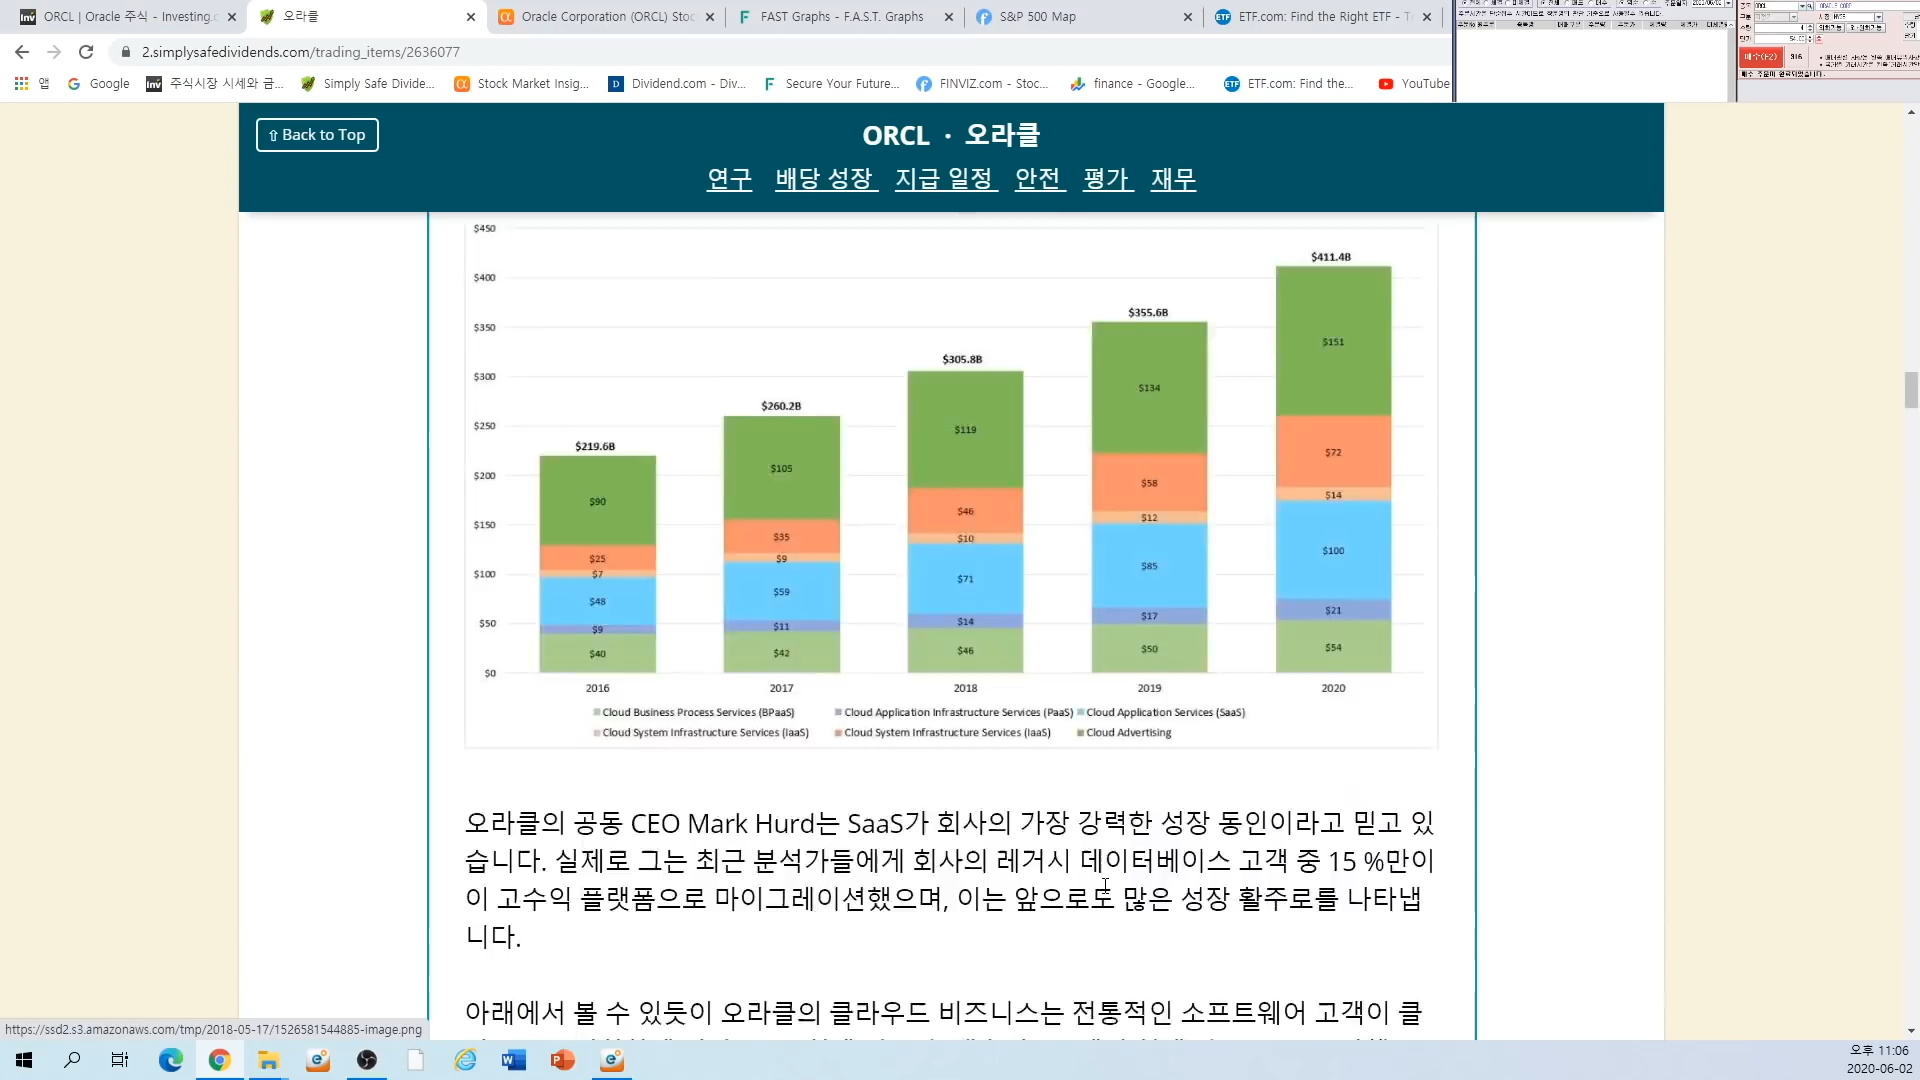 ORCL | Oracle 주식 - Investing.c
오라클
Oracle Corporation (ORCL) Stoc
FAST Graphs - F.A.S.T. Graphs
S&P 500 Map
ETF.com: Find the Right ETF - T
2.simplysafedividends.com/trading_items/2636077
앱
Google
주식시장 시세와 금...
Simply Safe Divide...
Stock Market Insig...
Dividend.com - Div...
Secure Your Future...
FINVIZ.com - Stoc...
finance - Google...
ETF.com: Find the...
YouTube
ORCL
ORACLE CORP
매수(F2)
916
⇧ Back to Top
ORCL · 오라클
연구 배당 성장 지급 일정 안전 평가 재무
$450
$400
$350
$300
$250
$200
$150
$100
$50
$0
$219.6B
$90
$25
$7
$48
$9
$40
2016
$260.2B
$105
$35
$9
$59
$11
$42
2017
$305.8B
$119
$46
$10
$71
$14
$46
2018
$355.6B
$134
$58
$12
$85
$17
$50
2019
$411.4B
$151
$72
$14
$100
$21
$54
2020
Cloud Business Process Services (BPaaS) Cloud Application Infrastructure Services (PaaS) Cloud Application Services (SaaS)
Cloud System Infrastructure Services (IaaS) Cloud System Infrastructure Services (IaaS) Cloud Advertising
오라클의 공동 CEO Mark Hurd는 SaaS가 회사의 가장 강력한 성장 동인이라고 믿고 있
습니다. 실제로 그는 최근 분석가들에게 회사의 레거시 데이터베이스 고객 중 15 %만이
이 고수익 플랫폼으로 마이그레이션했으며, 이는 앞으로도 많은 성장 활주로를 나타냅
니다.
아래에서 볼 수 있듯이 오라클의 클라우드 비즈니스는 전통적인 소프트웨어 고객이 클
https://ssd2.s3.amazonaws.com/tmp/2018-05-17/1526581544885-image.png
오후 11:06
2020-06-02